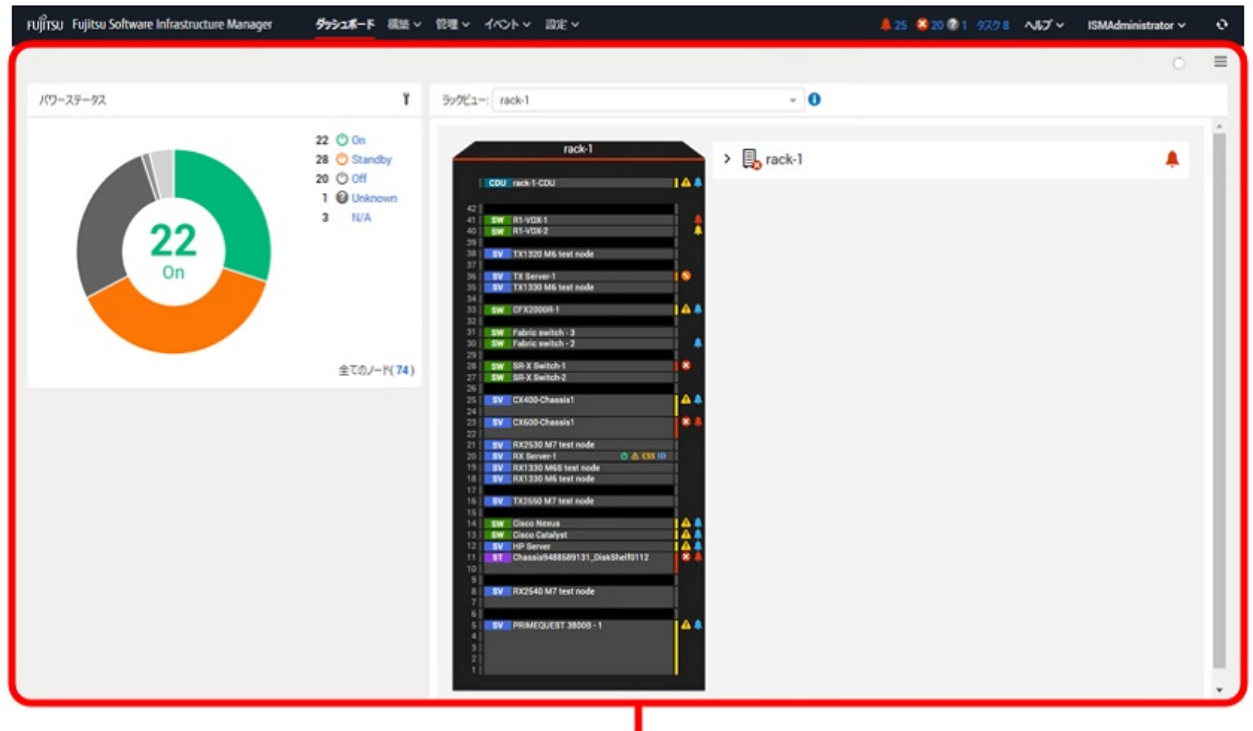 FUJITSU Fujitsu Software Infrastructure Manager ダッシュボード 構築 管理 イベント 設定 25 20 1 タスク 8 ヘルプ ISMAdministrator
パワーステータス
22 On
28 Standby
20 Off
1 Unknown
3 N/A
22
On
全てのノード( 74 )
ラックビュー: rack-1
rack-1
CDU rack-1-CDU
42
41 SW R1-VDX-1
40 SW R1-VDX-2
39
38 SV TX1320 M6 test node
37
36 SV TX Server-1
35 SV TX1330 M6 test node
34
33 SW CFX2000R-1
32
31 SW Fabric switch - 3
30 SW Fabric switch - 2
29
28 SW SR-X Switch-1
27 SW SR-X Switch-2
26
25 SV CX400-Chassis1
24
23 SV CX600-Chassis1
22
21 SV RX2530 M7 test node
20 SV RX Server-1 CSS ID
19 SV RX1330 M6S test node
18 SV RX1330 M6 test node
17
16 SV TX2550 M7 test node
15
14 SW Cisco Nexus
13 SW Cisco Catalyst
12 SV HP Server
11 ST Chassis9488589131_DiskShelf0112
10
9
8 SV RX2540 M7 test node
7
6
5 SV PRIMEQUEST 3800B - 1
4
3
2
1
rack-1